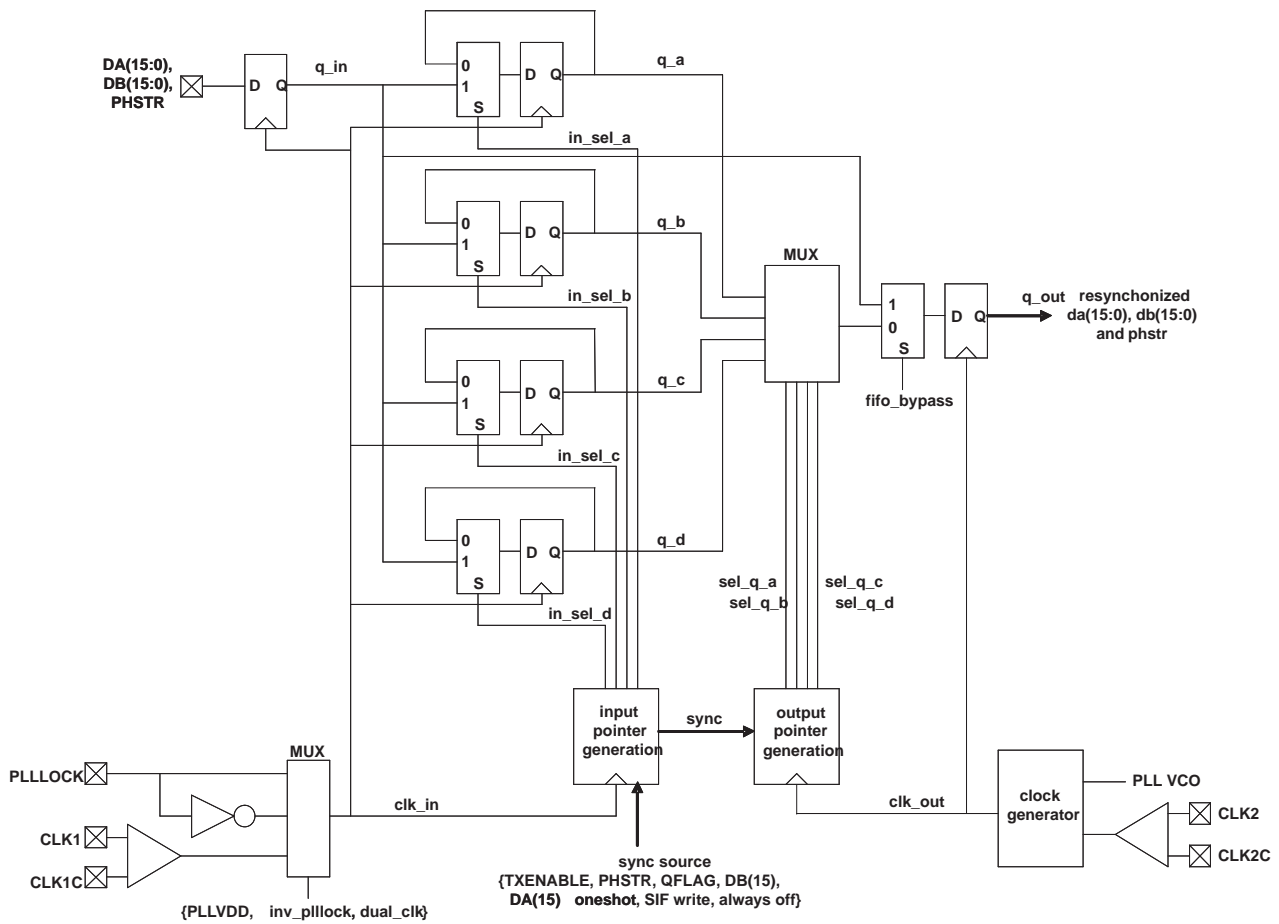 DA(15:0),
DB(15:0),
PHSTR
D Q
q_in
0
1
S
D Q
q_a
in_sel_a
0
1
S
D Q
q_b
in_sel_b
0
1
S
D Q
q_c
in_sel_c
0
1
S
D Q
q_d
in_sel_d
MUX
1
0
S
fifo_bypass
D Q
q_out resynchonized
da(15:0), db(15:0)
and phstr
sel_q_a sel_q_c
sel_q_b sel_q_d
input
pointer
generation
sync
output
pointer
generation
PLLLOCK
MUX
CLK1
CLK1C
clk_in
{PLLVDD, inv_plllock, dual_clk}
sync source
{TXENABLE, PHSTR, QFLAG, DB(15),
DA(15) oneshot, SIF write, always off}
clk_out
clock
generator
PLL VCO
CLK2
CLK2C